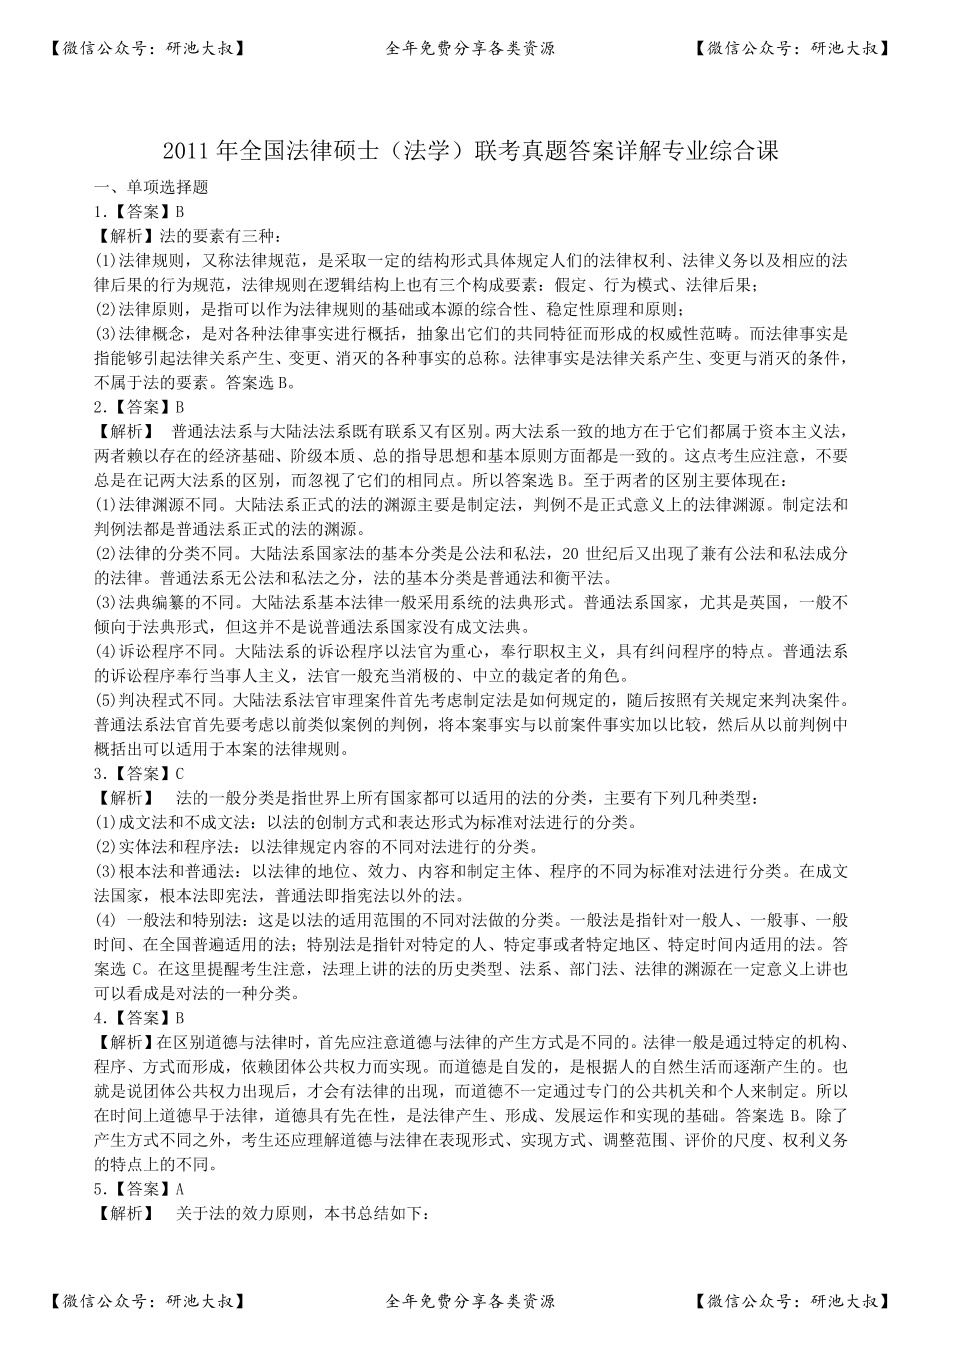 【微信公众号：研池大叔】 全年免费分享各类资源 【微信公众号：研池大叔】
2011 年全国法律硕士（法学）联考真题答案详解专业综合课
一、单项选择题
1.【答案】B
【解析】法的要素有三种：
(1)法律规则，又称法律规范，是采取一定的结构形式具体规定人们的法律权利、法律义务以及相应的法
律后果的行为规范，法律规则在逻辑结构上也有三个构成要素：假定、行为模式、法律后果；
(2)法律原则，是指可以作为法律规则的基础或本源的综合性、稳定性原理和原则；
(3)法律概念，是对各种法律事实进行概括，抽象出它们的共同特征而形成的权威性范畴。而法律事实是
指能够引起法律关系产生、变更、消灭的各种事实的总称。法律事实是法律关系产生、变更与消灭的条件，
不属于法的要素。答案选 B。
2.【答案】B
【解析】 普通法法系与大陆法法系既有联系又有区别。两大法系一致的地方在于它们都属于资本主义法，
两者赖以存在的经济基础、阶级本质、总的指导思想和基本原则方面都是一致的。这点考生应注意，不要
总是在记两大法系的区别，而忽视了它们的相同点。所以答案选 B。至于两者的区别主要体现在：
(1)法律渊源不同。大陆法系正式的法的渊源主要是制定法，判例不是正式意义上的法律渊源。制定法和
判例法都是普通法系正式的法的渊源。
(2)法律的分类不同。大陆法系国家法的基本分类是公法和私法，20 世纪后又出现了兼有公法和私法成分
的法律。普通法系无公法和私法之分，法的基本分类是普通法和衡平法。
(3)法典编纂的不同。大陆法系基本法律一般采用系统的法典形式。普通法系国家，尤其是英国，一般不
倾向于法典形式，但这并不是说普通法系国家没有成文法典。
(4)诉讼程序不同。大陆法系的诉讼程序以法官为重心，奉行职权主义，具有纠问程序的特点。普通法系
的诉讼程序奉行当事人主义，法官一般充当消极的、中立的裁定者的角色。
(5)判决程式不同。大陆法系法官审理案件首先考虑制定法是如何规定的，随后按照有关规定来判决案件。
普通法系法官首先要考虑以前类似案例的判例，将本案事实与以前案件事实加以比较，然后从以前判例中
概括出可以适用于本案的法律规则。
3.【答案】C
【解析】 法的一般分类是指世界上所有国家都可以适用的法的分类，主要有下列几种类型：
(1)成文法和不成文法：以法的创制方式和表达形式为标准对法进行的分类。
(2)实体法和程序法：以法律规定内容的不同对法进行的分类。
(3)根本法和普通法：以法律的地位、效力、内容和制定主体、程序的不同为标准对法进行分类。在成文
法国家，根本法即宪法，普通法即指宪法以外的法。
(4) 一般法和特别法：这是以法的适用范围的不同对法做的分类。一般法是指针对一般人、一般事、一般
时间、在全国普遍适用的法；特别法是指针对特定的人、特定事或者特定地区、特定时间内适用的法。答
案选 C。在这里提醒考生注意，法理上讲的法的历史类型、法系、部门法、法律的渊源在一定意义上讲也
可以看成是对法的一种分类。
4.【答案】B
【解析】在区别道德与法律时，首先应注意道德与法律的产生方式是不同的。法律一般是通过特定的机构、
程序、方式而形成，依赖团体公共权力而实现。而道德是自发的，是根据人的自然生活而逐渐产生的。也
就是说团体公共权力出现后，才会有法律的出现，而道德不一定通过专门的公共机关和个人来制定。所以
在时间上道德早于法律，道德具有先在性，是法律产生、形成、发展运作和实现的基础。答案选 B。除了
产生方式不同之外，考生还应理解道德与法律在表现形式、实现方式、调整范围、评价的尺度、权利义务
的特点上的不同。
5.【答案】A
【解析】 关于法的效力原则，本书总结如下：
【微信公众号：研池大叔】 全年免费分享各类资源 【微信公众号：研池大叔】